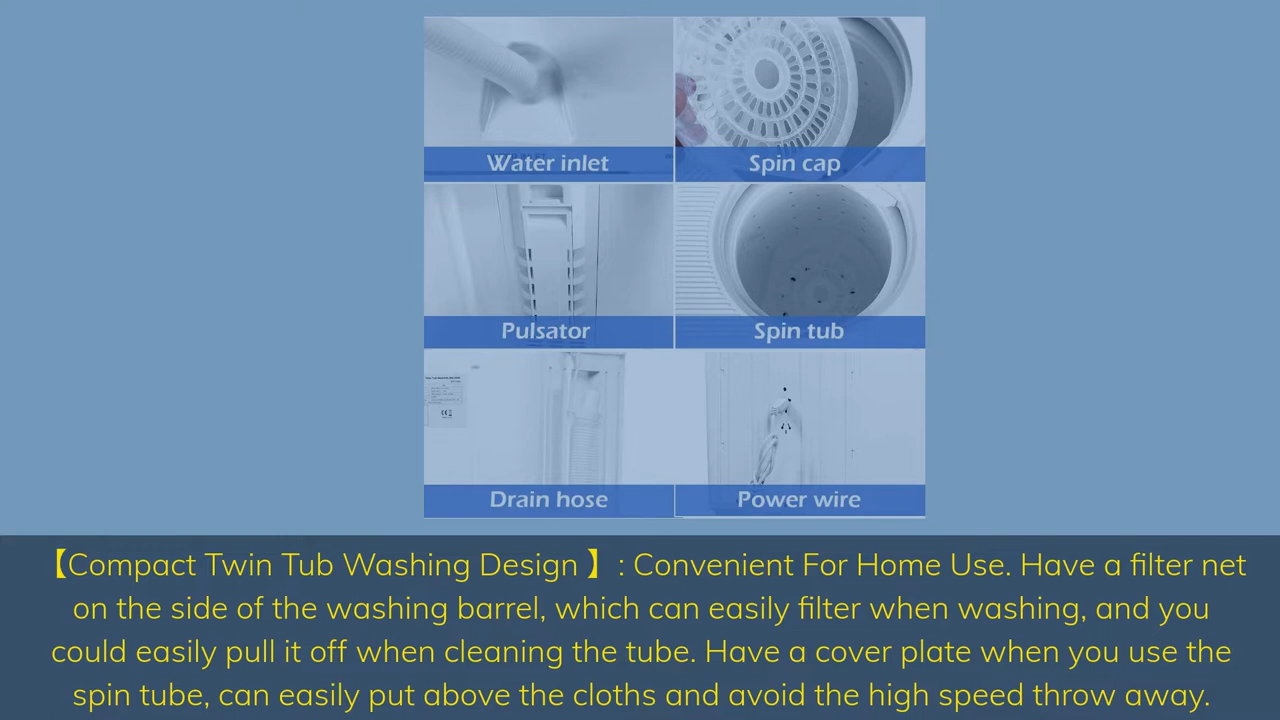 Water inlet
Spin cap
Pulsator
Spin tub
Drain hose
Power wire
【Compact Twin Tub Washing Design 】 : Convenient For Home Use. Have a filter net
on the side of the washing barrel, which can easily filter when washing, and you
could easily pull it off when cleaning the tube. Have a cover plate when you use the
spin tube, can easily put above the cloths and avoid the high speed throw away.